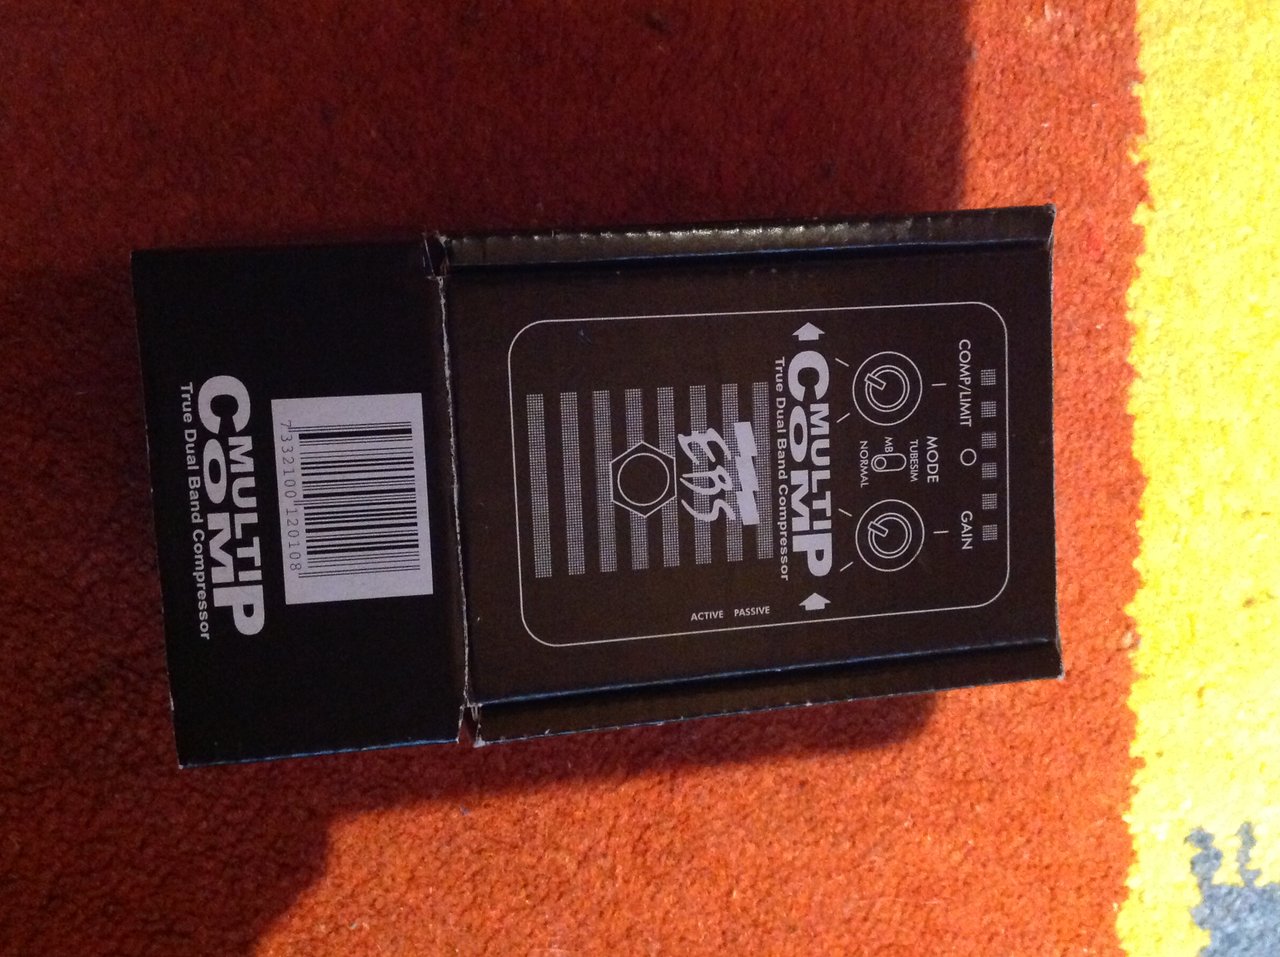 COMP/LIMIT
GAIN
MODE
TUBESIM
MB
NORMAL
MULTI
COMP
True Dual Band Compressor
EBS
ACTIVE PASSIVE
7 332100 120108
MULTI
COMP
True Dual Band Compressor